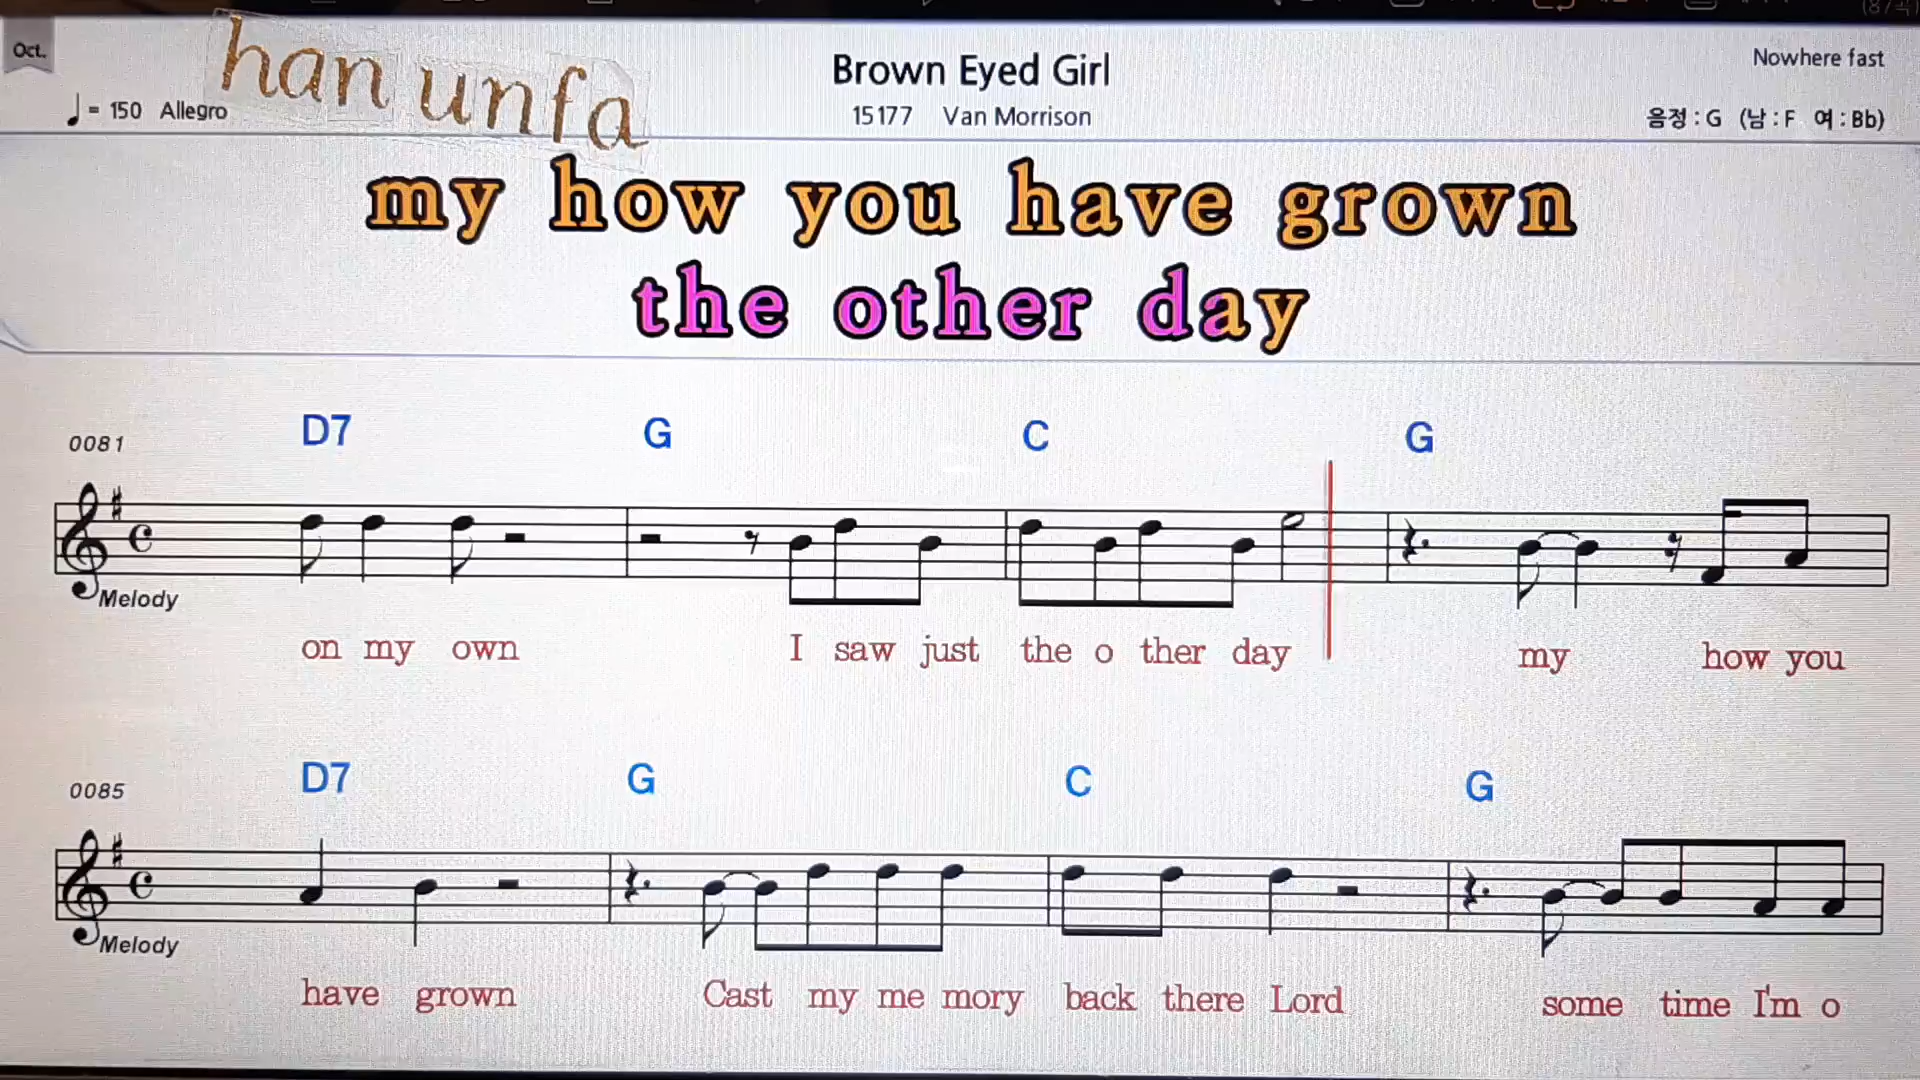 Oct.
han unfa
Brown Eyed Girl
Nowhere fast
= 150 Allegro
15177 Van Morrison
음정 : G (남 : F 여 : Bb)
my how you have grown
the other day
0081
D7 G C G
Melody
on my own I saw just the o ther day my how you
0085
D7 G C G
Melody
have grown Cast my me mory back there Lord some time I'm o